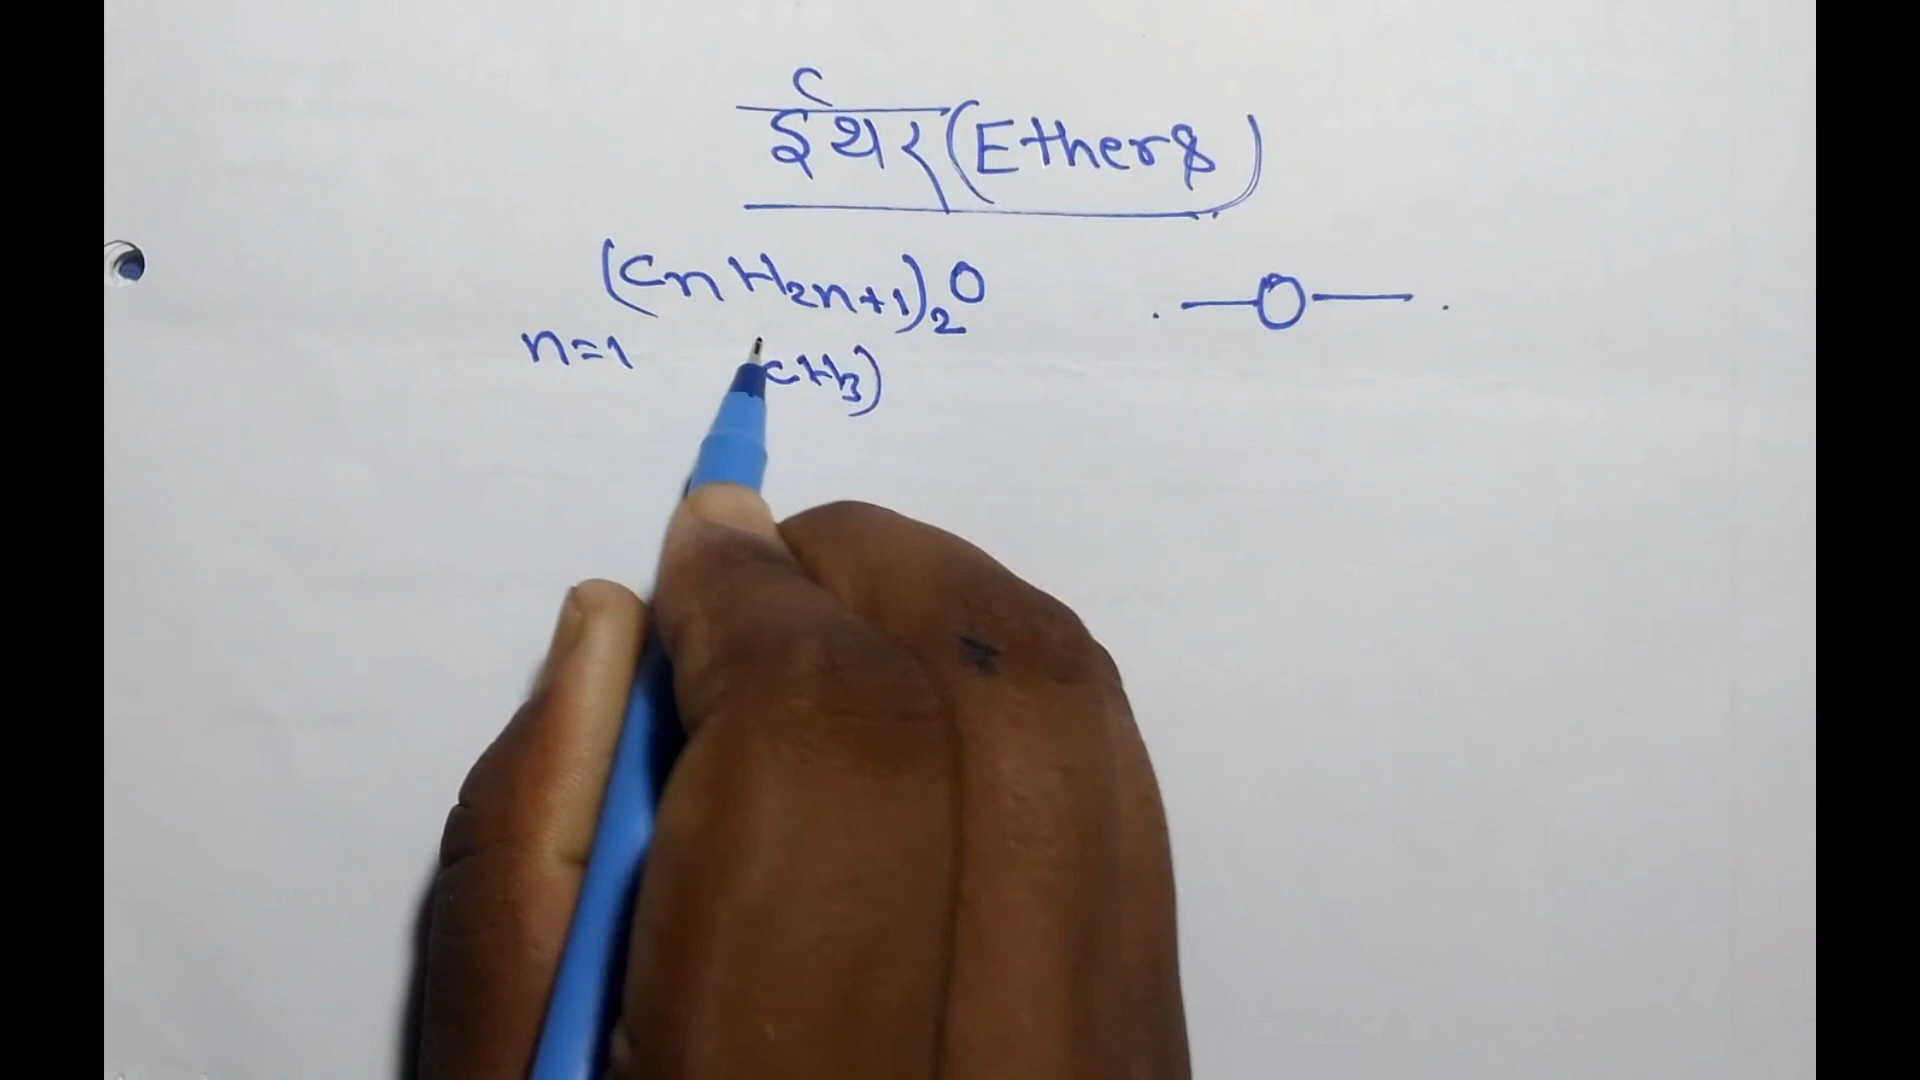 ईथर (Ethers)
(CnH2n+1)2O —O—
n=1 (CH3)